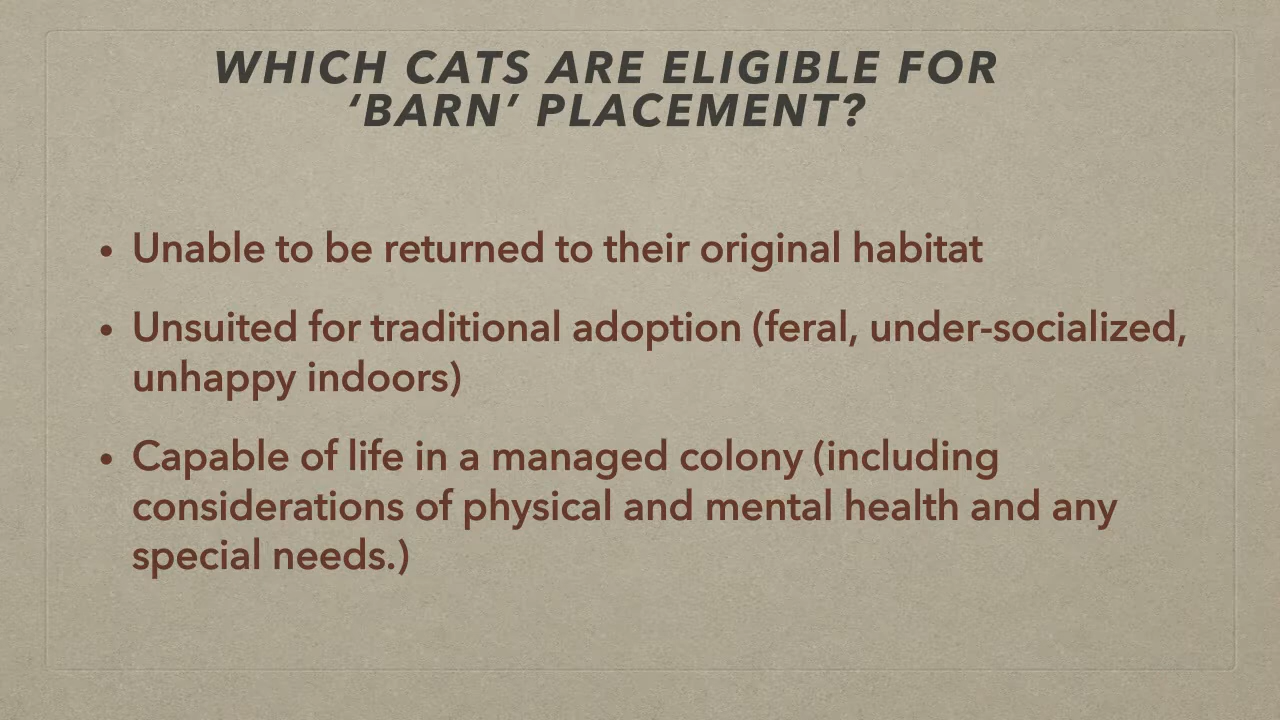 WHICH CATS ARE ELIGIBLE FOR
‘BARN’ PLACEMENT?
• Unable to be returned to their original habitat
• Unsuited for traditional adoption (feral, under-socialized,
unhappy indoors)
• Capable of life in a managed colony (including
considerations of physical and mental health and any
special needs.)